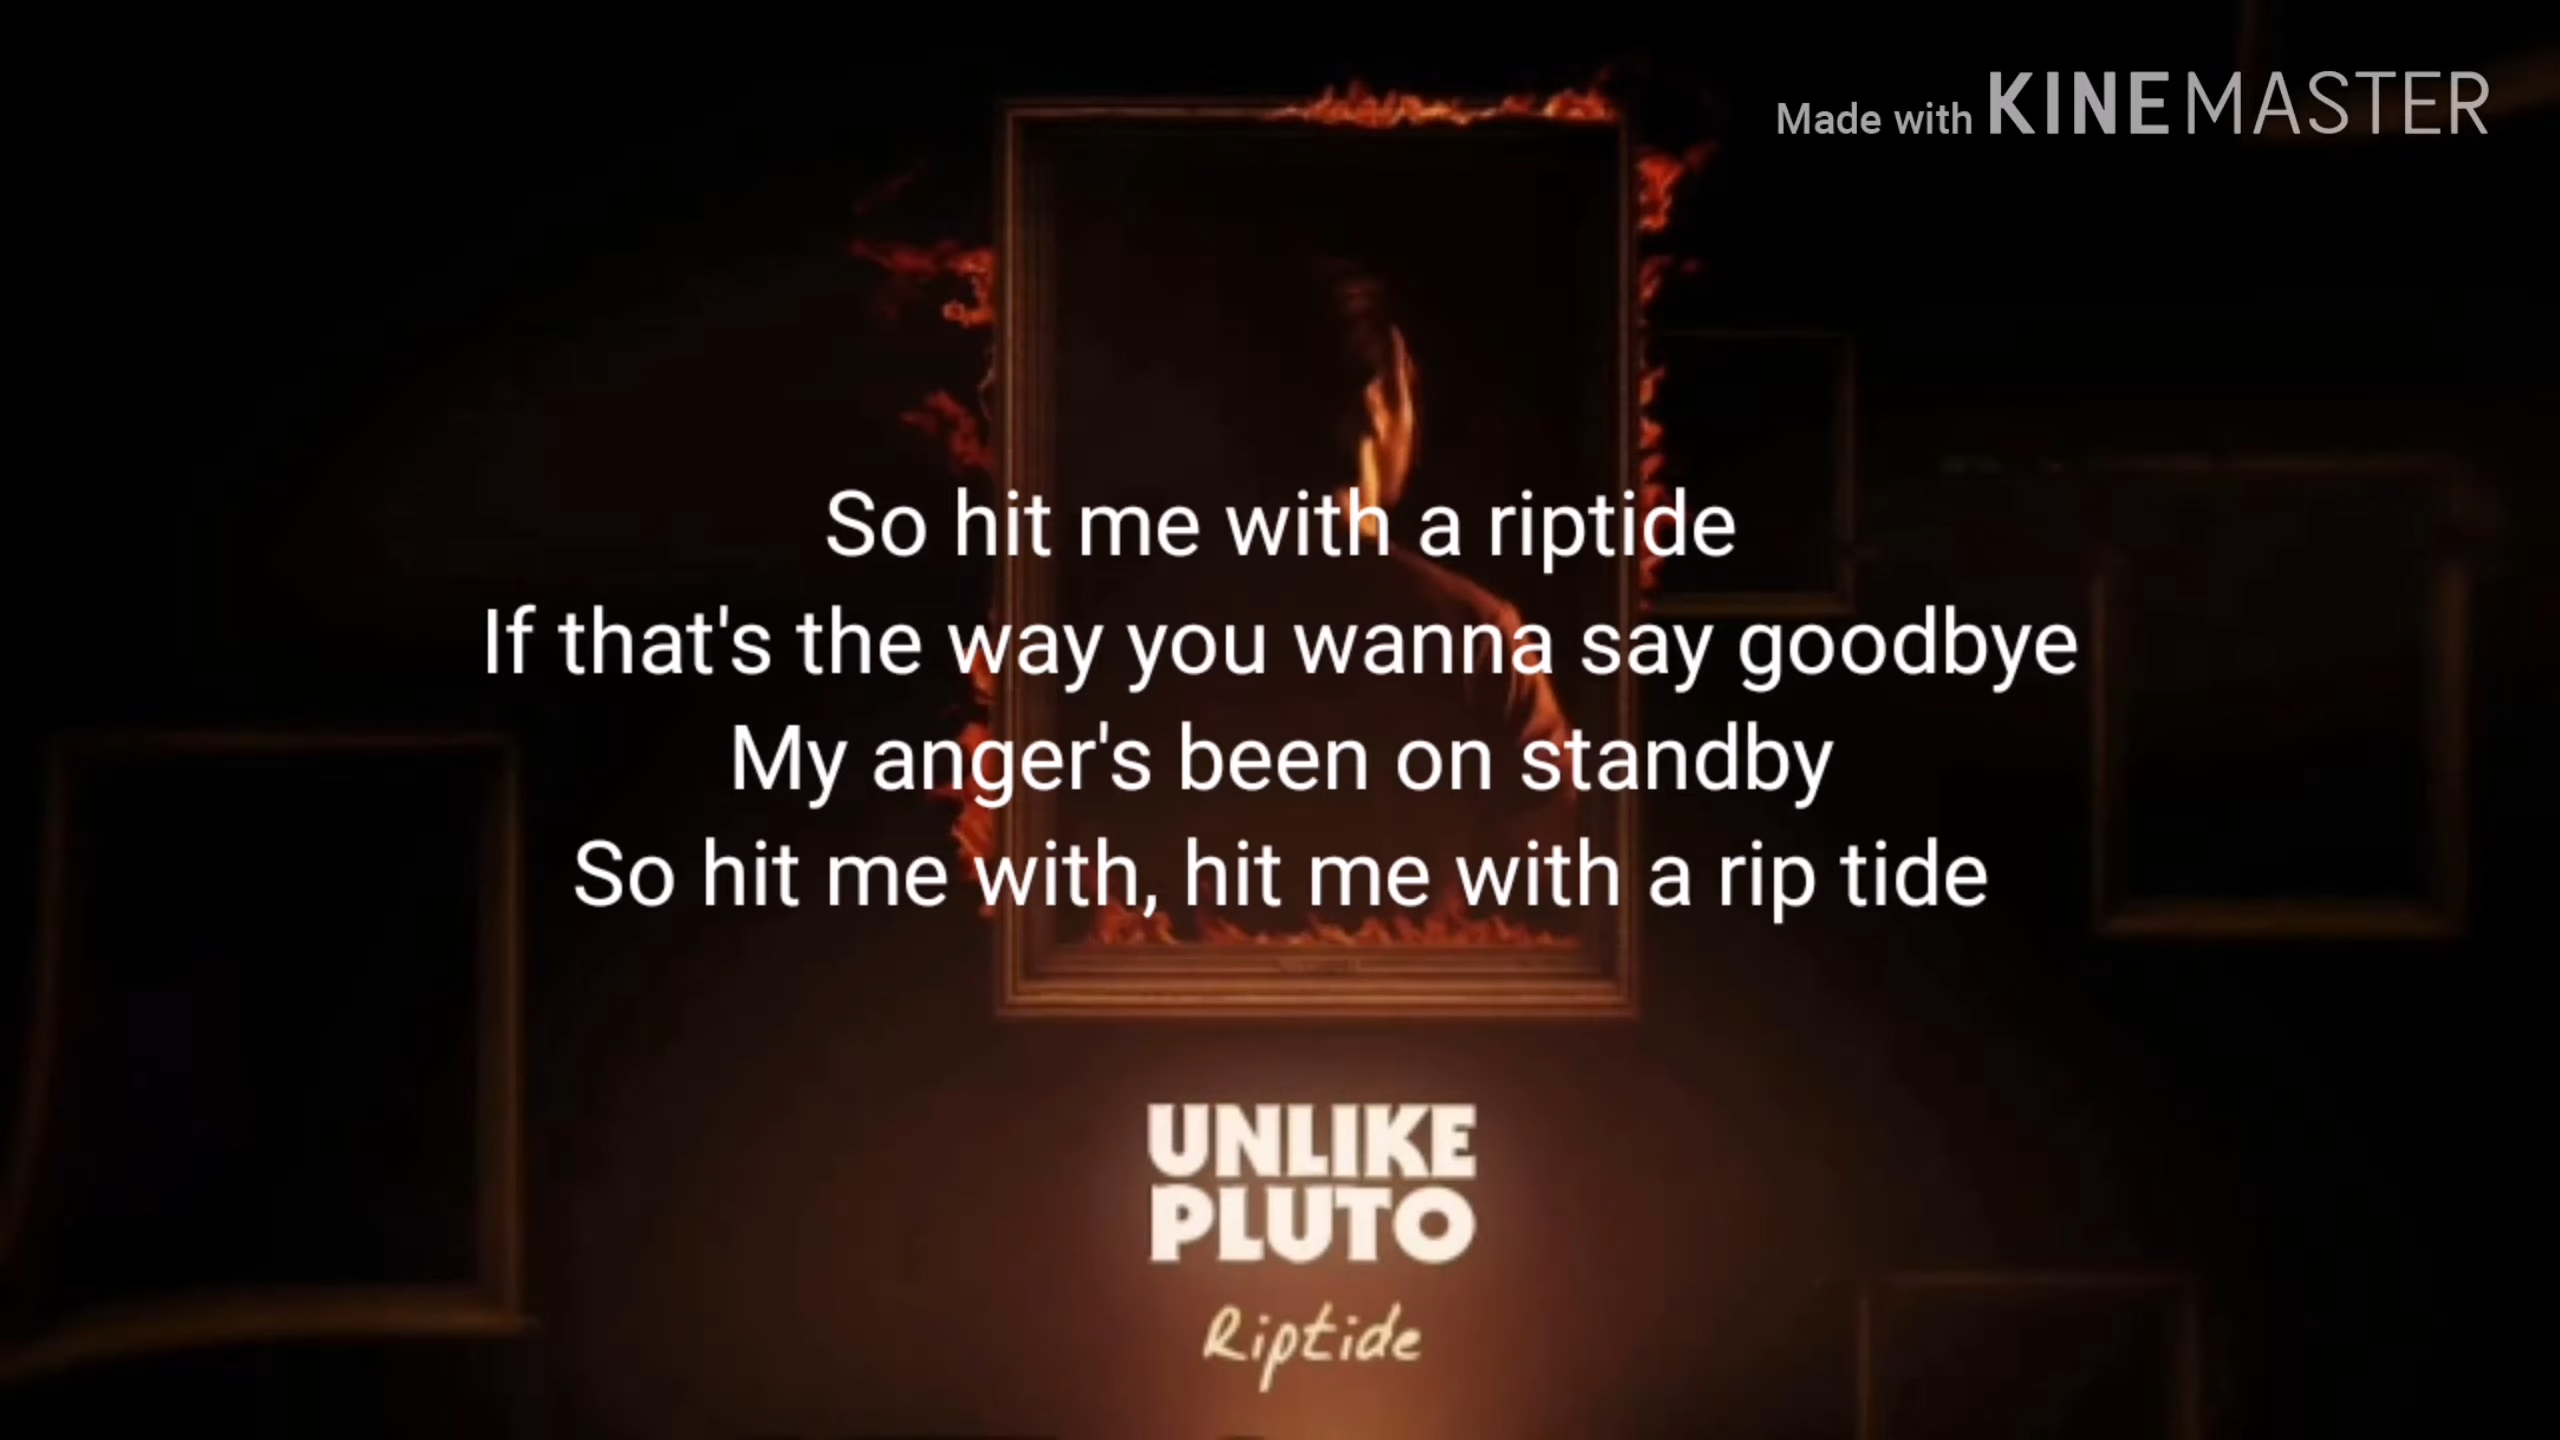 Made with KINEMASTER
So hit me with a riptide
If that's the way you wanna say goodbye
My anger's been on standby
So hit me with, hit me with a rip tide
UNLIKE
PLUTO
Riptide